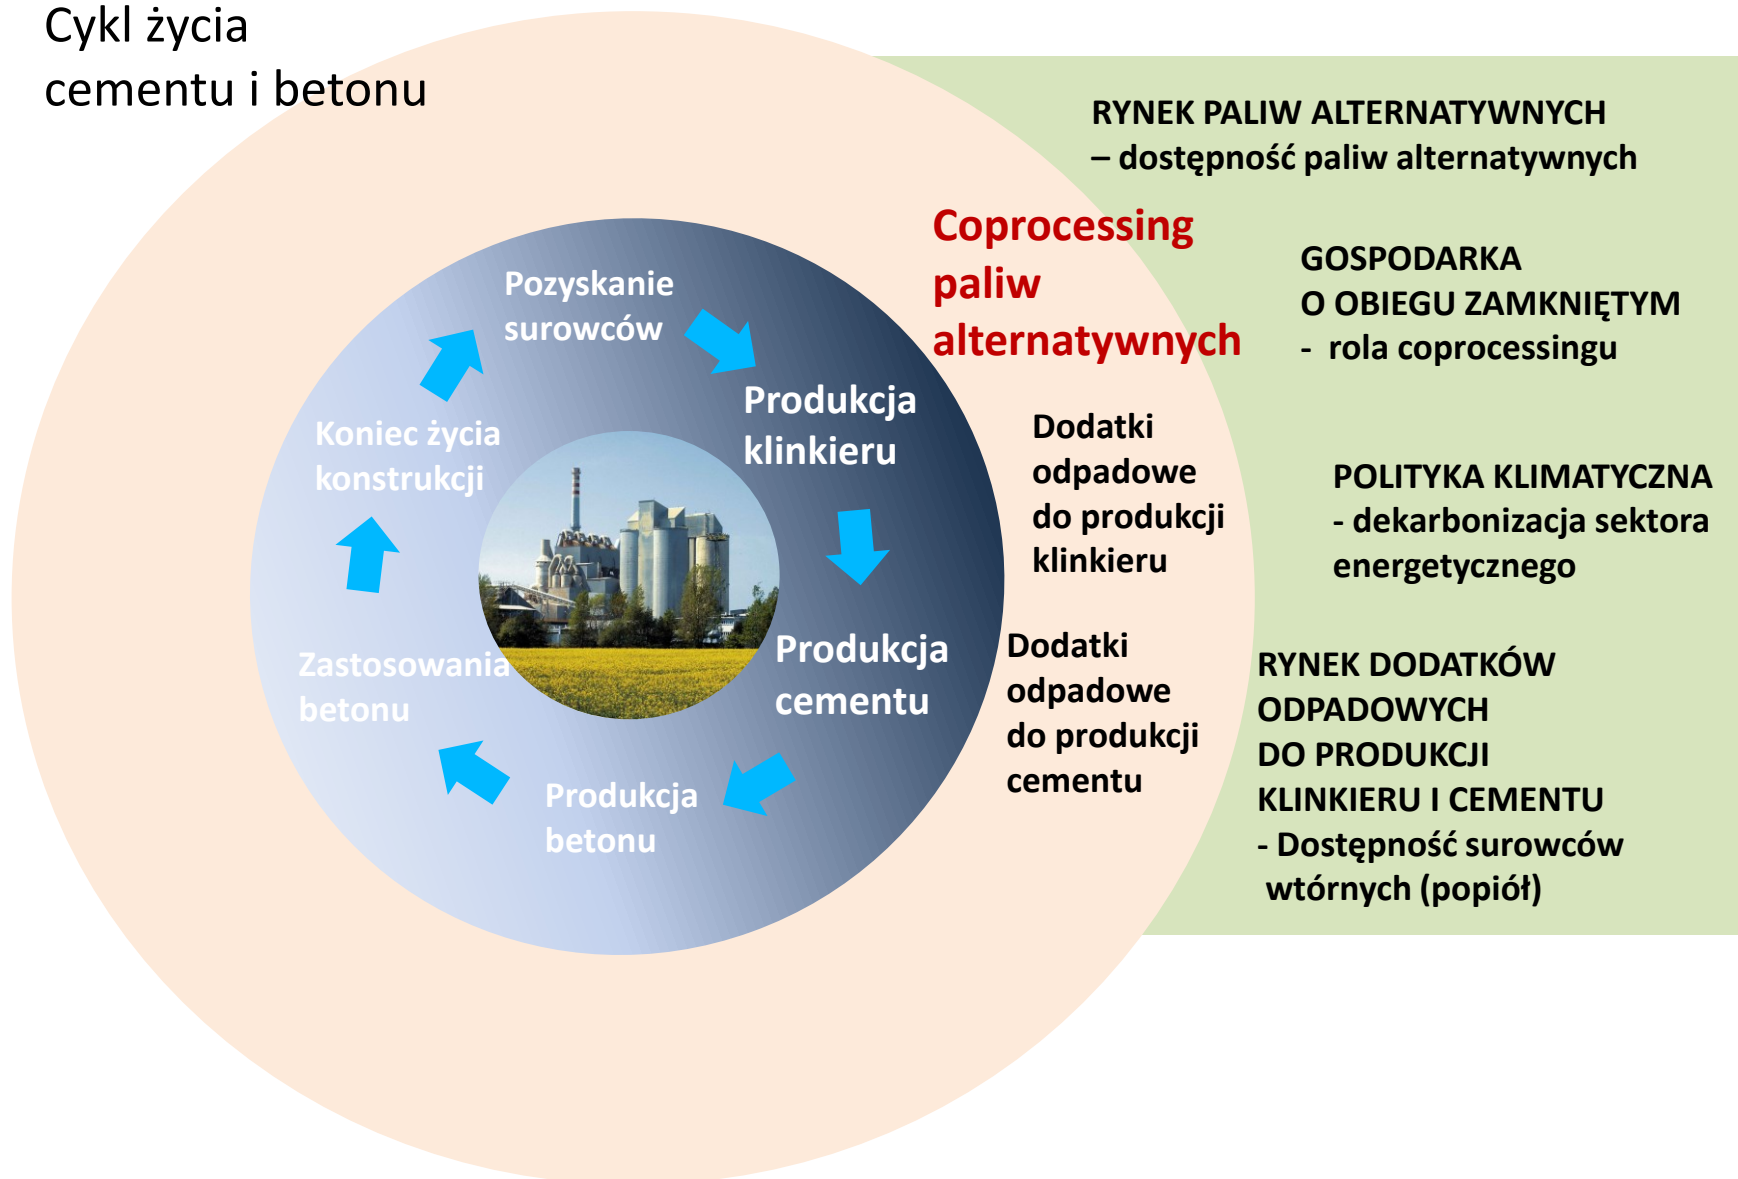 Cykl życia
cementu i betonu
RYNEK PALIW ALTERNATYWNYCH
– dostępność paliw alternatywnych
Coprocessing
paliw
alternatywnych
GOSPODARKA
O OBIEGU ZAMKNIĘTYM
- rola coprocessingu
Pozyskanie
surowców
Produkcja
klinkieru
Koniec życia
konstrukcji
Dodatki
odpadowe
do produkcji
klinkieru
POLITYKA KLIMATYCZNA
- dekarbonizacja sektora
energetycznego
Produkcja
cementu
Zastosowania
betonu
Dodatki
odpadowe
do produkcji
cementu
RYNEK DODATKÓW
ODPADOWYCH
DO PRODUKCJI
KLINKIERU I CEMENTU
- Dostępność surowców
wtórnych (popiół)
Produkcja
betonu